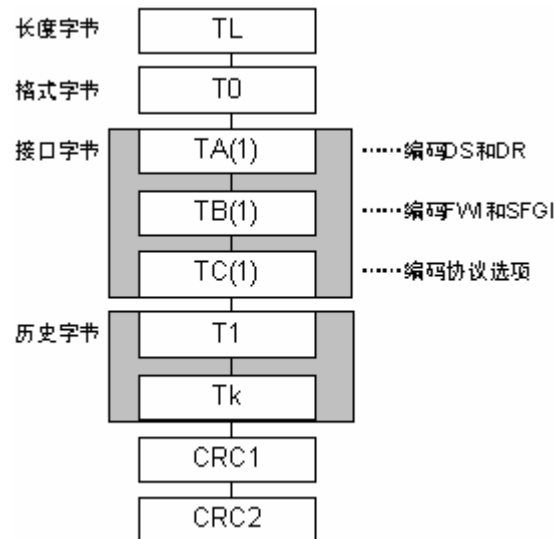 长度字节 TL
格式字节 T0
接口字节 TA(1) ……编码DS和DR
TB(1) ……编码FWI和SFGI
TC(1) ……编码协议选项
历史字节 T1
Tk
CRC1
CRC2